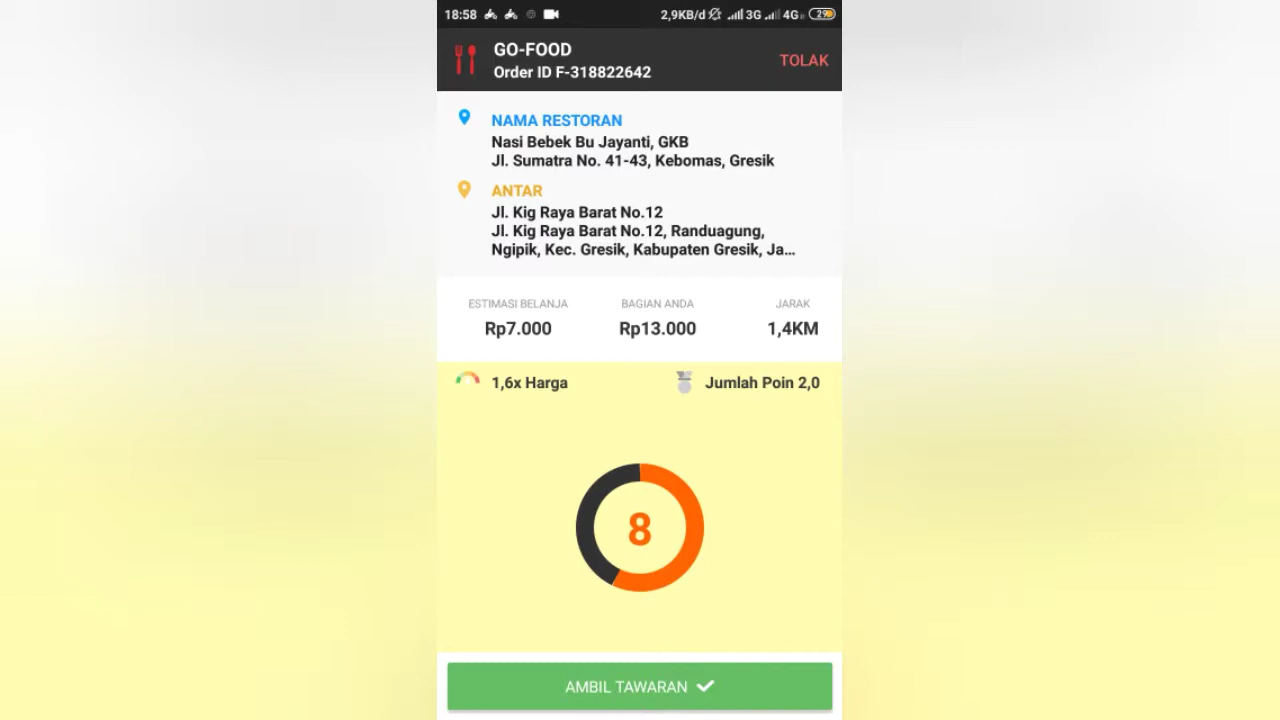 18:58 2,9KB/d 3G 4G 29
GO-FOOD
Order ID F-318822642
TOLAK
NAMA RESTORAN
Nasi Bebek Bu Jayanti, GKB
Jl. Sumatra No. 41-43, Kebomas, Gresik
ANTAR
Jl. Kig Raya Barat No.12
Jl. Kig Raya Barat No.12, Randuagung,
Ngipik, Kec. Gresik, Kabupaten Gresik, Ja...
ESTIMASI BELANJA BAGIAN ANDA JARAK
Rp7.000 Rp13.000 1,4KM
1,6x Harga Jumlah Poin 2,0
8
AMBIL TAWARAN